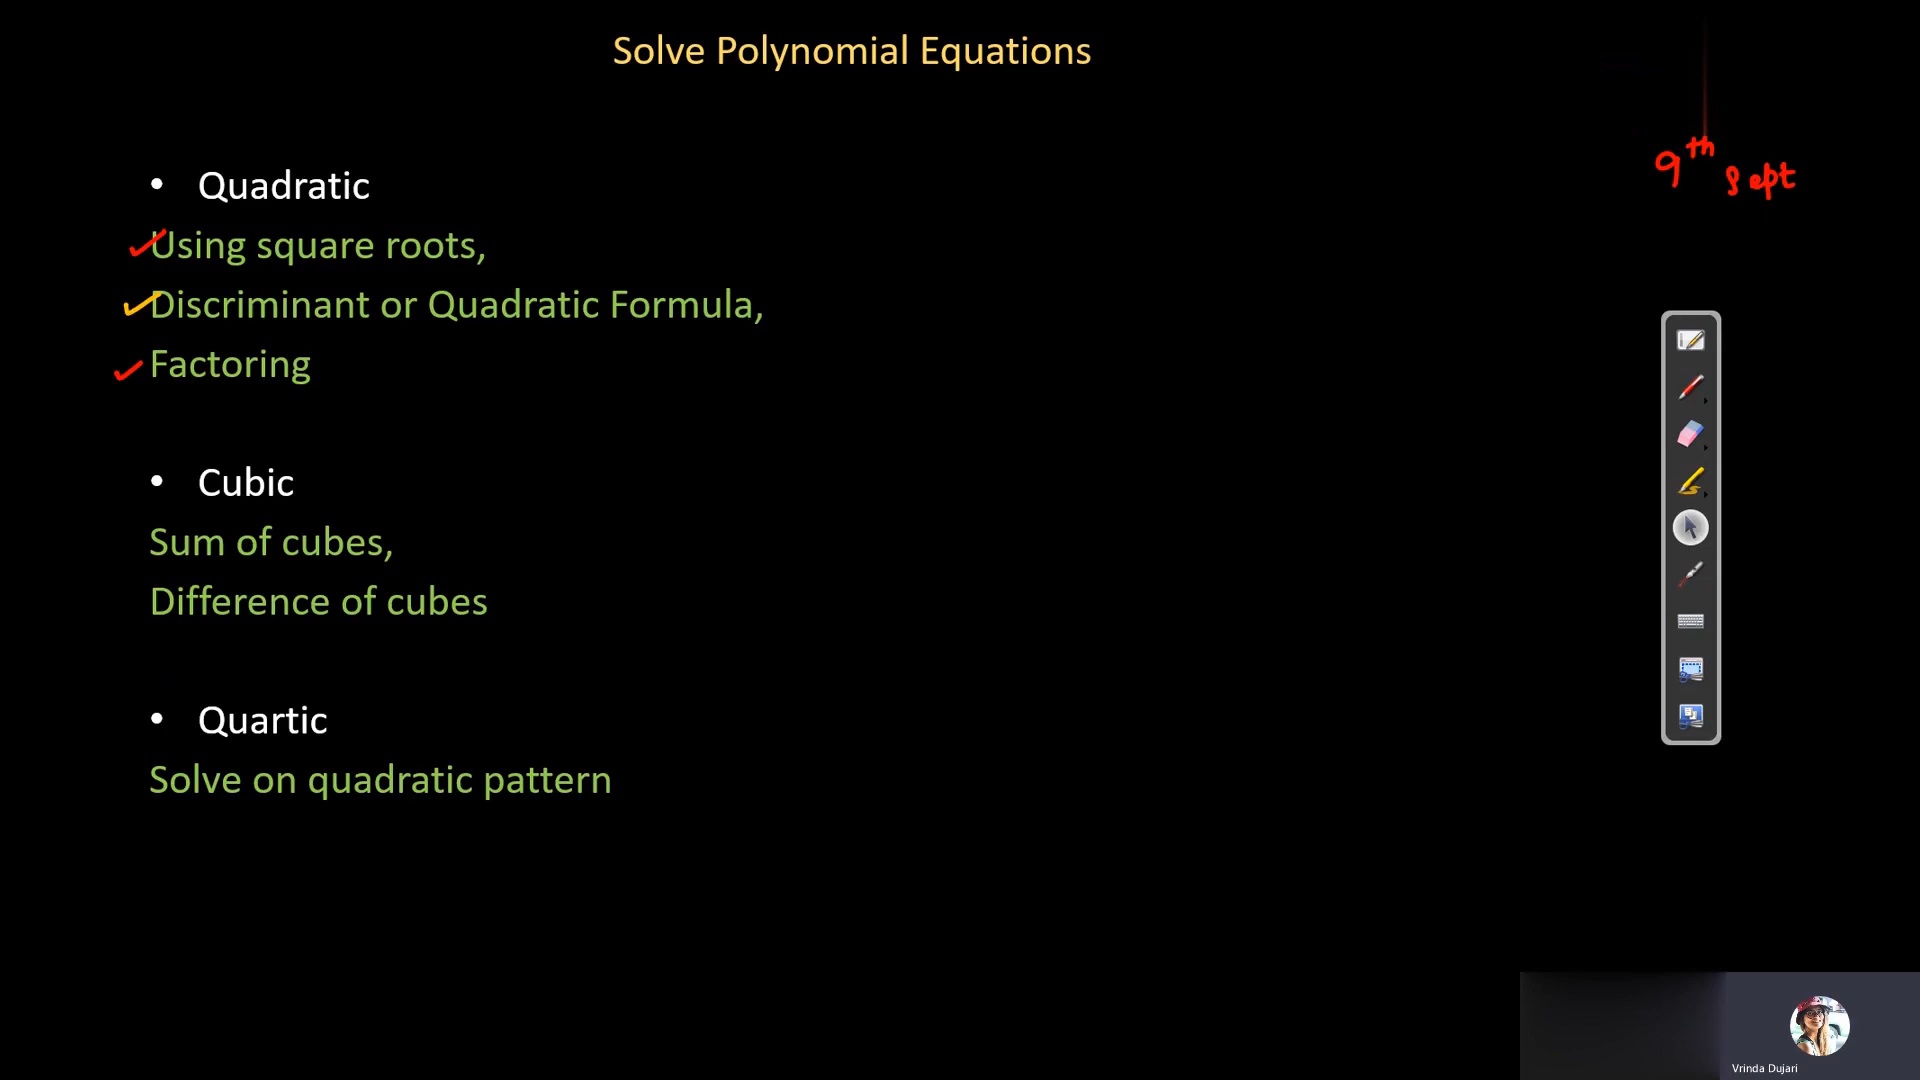 Solve Polynomial Equations
9th Sept
• Quadratic
Using square roots,
Discriminant or Quadratic Formula,
Factoring
• Cubic
Sum of cubes,
Difference of cubes
• Quartic
Solve on quadratic pattern
Vrinda Dujari